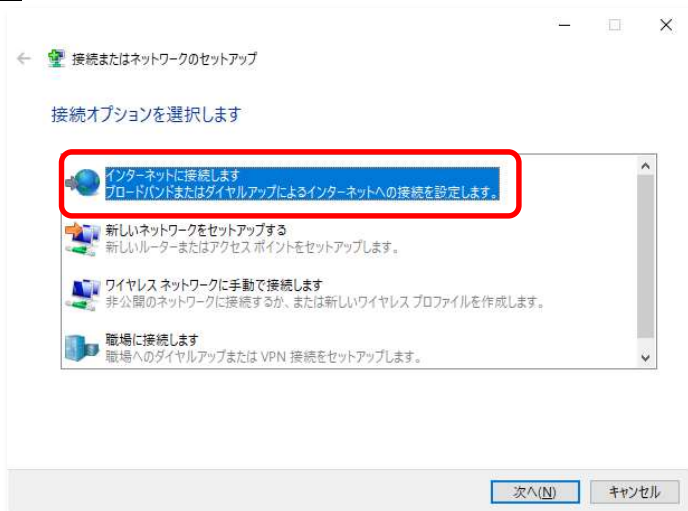 接続またはネットワークのセットアップ
接続オプションを選択します
インターネットに接続します
ブロードバンドまたはダイヤルアップによるインターネットへの接続を設定します。
新しいネットワークをセットアップする
新しいルーターまたはアクセス ポイントをセットアップします。
ワイヤレス ネットワークに手動で接続します
非公開のネットワークに接続するか、または新しいワイヤレス プロファイルを作成します。
職場に接続します
職場へのダイヤルアップまたは VPN 接続をセットアップします。
次へ(N) キャンセル